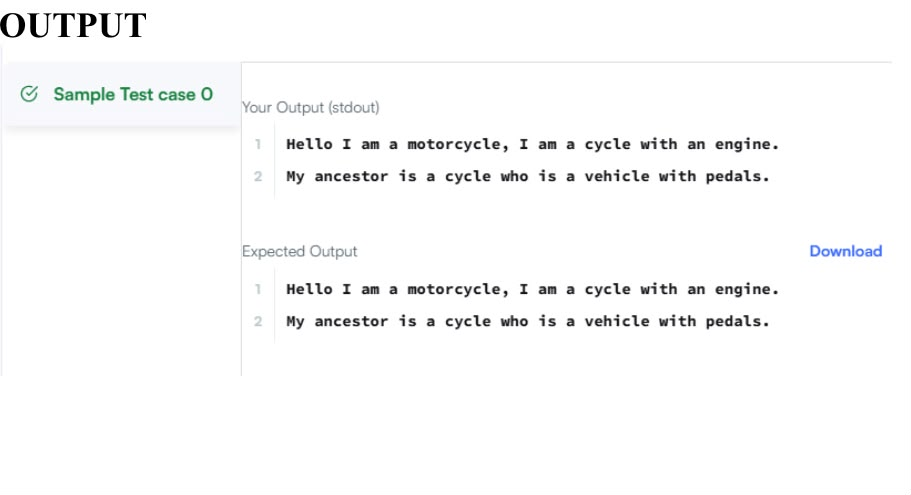 OUTPUT
Sample Test case 0
Your Output (stdout)
1 Hello I am a motorcycle, I am a cycle with an engine.
2 My ancestor is a cycle who is a vehicle with pedals.
Expected Output Download
1 Hello I am a motorcycle, I am a cycle with an engine.
2 My ancestor is a cycle who is a vehicle with pedals.